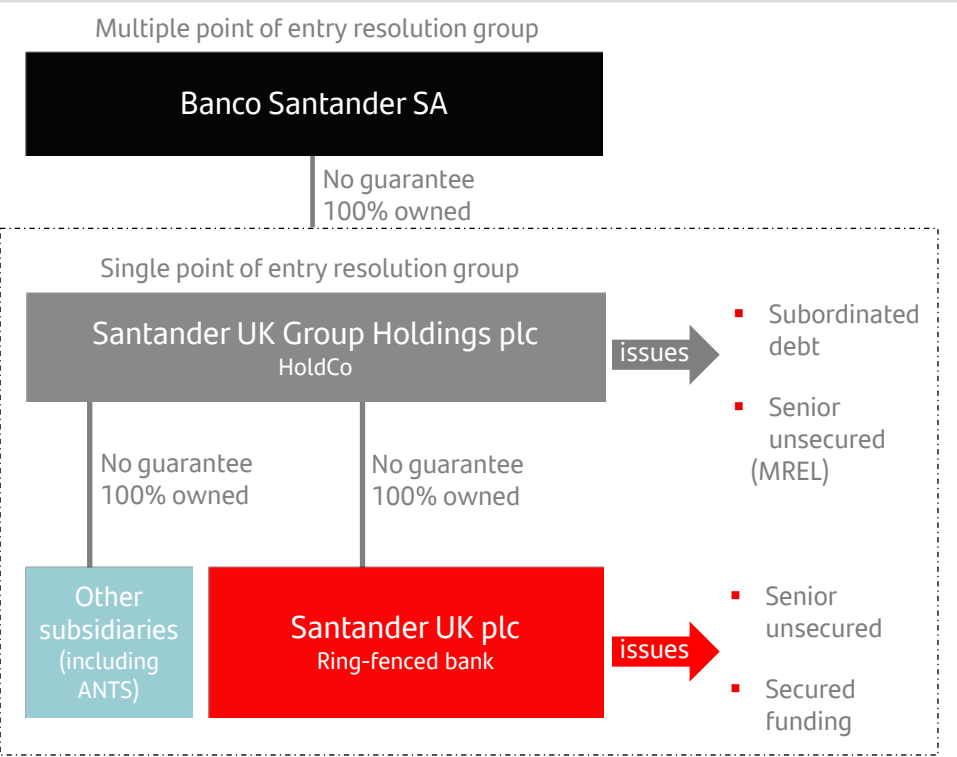 Multiple point of entry resolution group
Banco Santander SA
No guarantee
100% owned
Single point of entry resolution group
Santander UK Group Holdings plc
HoldCo
issues
▪ Subordinated
debt
▪ Senior
unsecured
(MREL)
No guarantee
100% owned
No guarantee
100% owned
Other
subsidiaries
(including
ANTS)
Santander UK plc
Ring-fenced bank
issues
▪ Senior
unsecured
▪ Secured
funding